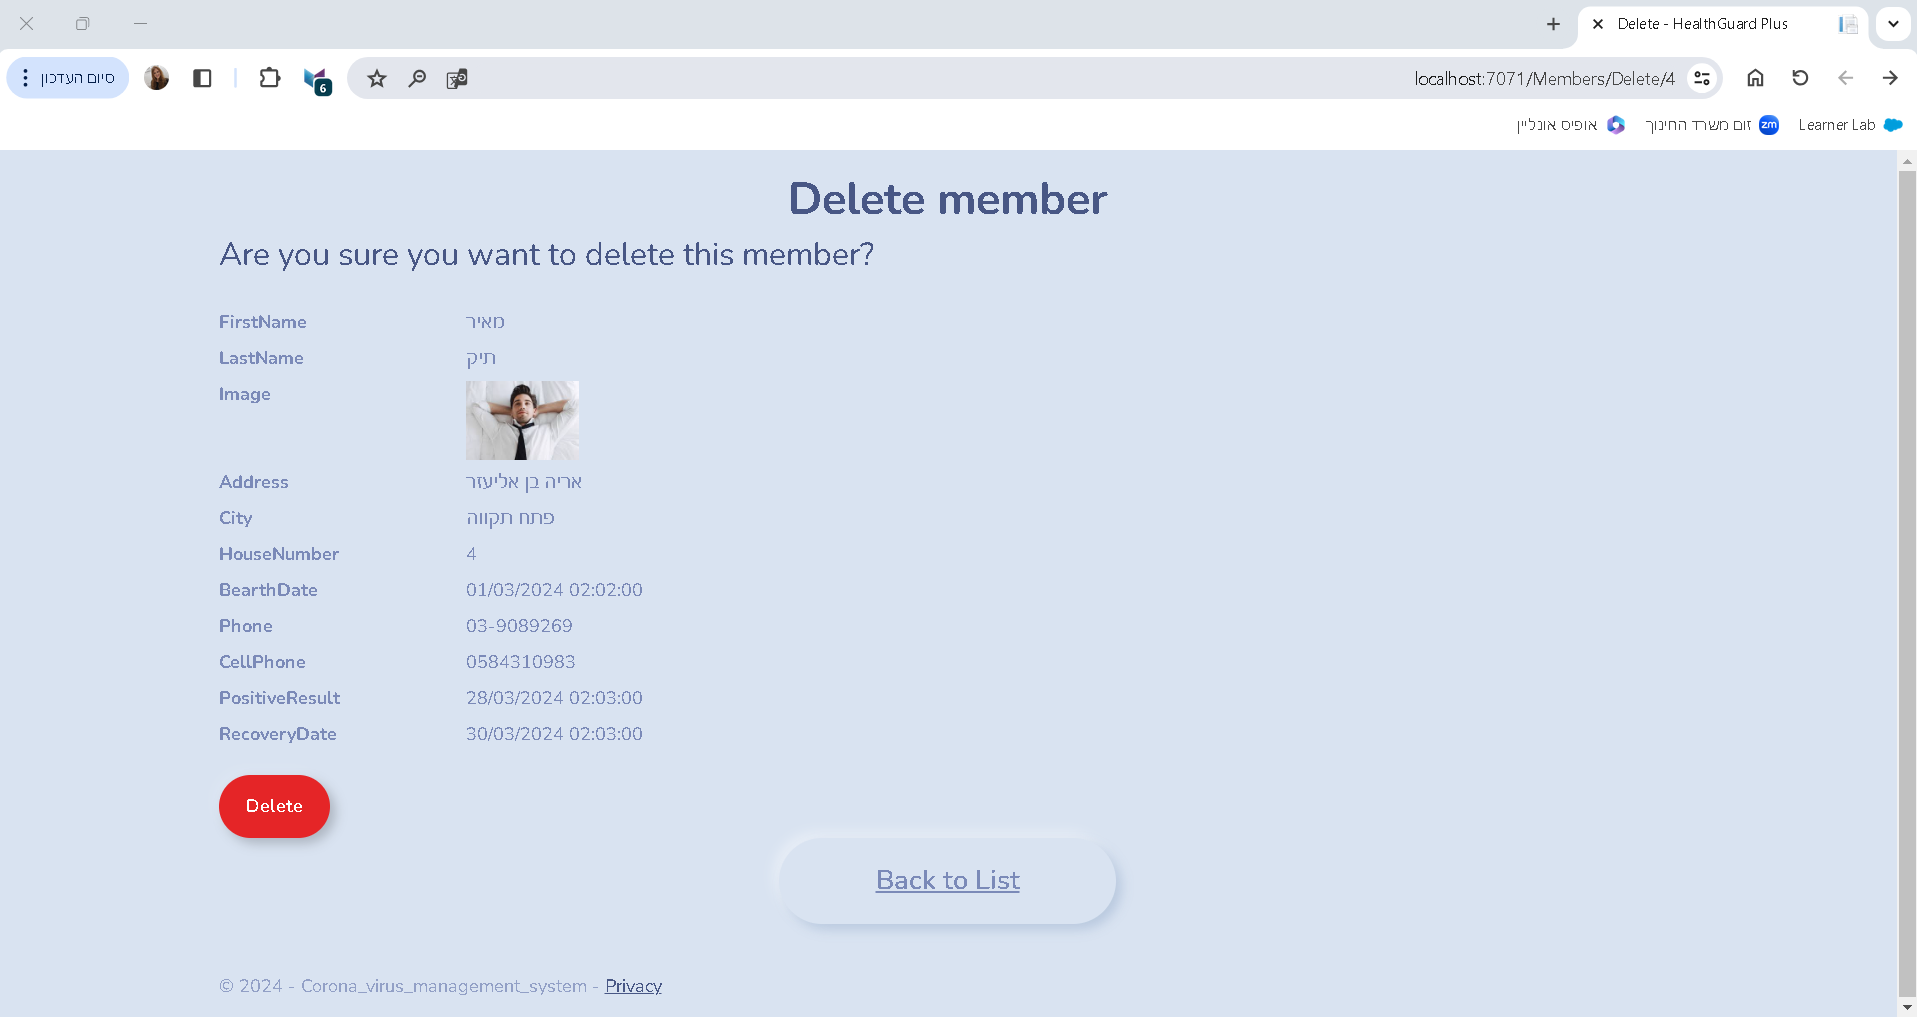 Delete - HealthGuard Plus
סיום העדכון
6
localhost:7071/Members/Delete/4
Learner Lab
זום משרד החינוך
אופיס אונליין
Delete member
Are you sure you want to delete this member?
FirstName מאיר
LastName תיק
Image
Address אריה בן אליעזר
City פתח תקווה
HouseNumber 4
BearthDate 01/03/2024 02:02:00
Phone 03-9089269
CellPhone 0584310983
PositiveResult 28/03/2024 02:03:00
RecoveryDate 30/03/2024 02:03:00
Delete
Back to List
© 2024 - Corona_virus_management_system - Privacy